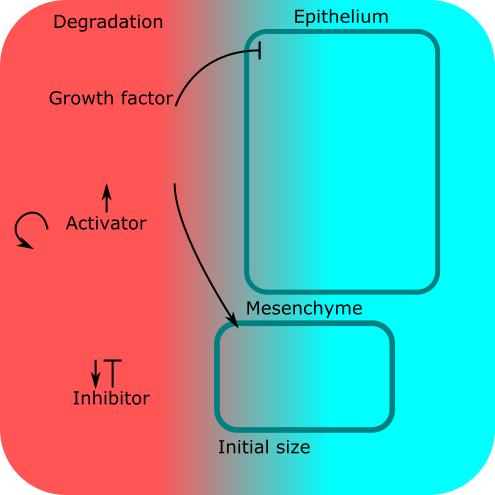 Epithelium
Degradation
Growth factor
Activator
Mesenchyme
Inhibitor
Initial size